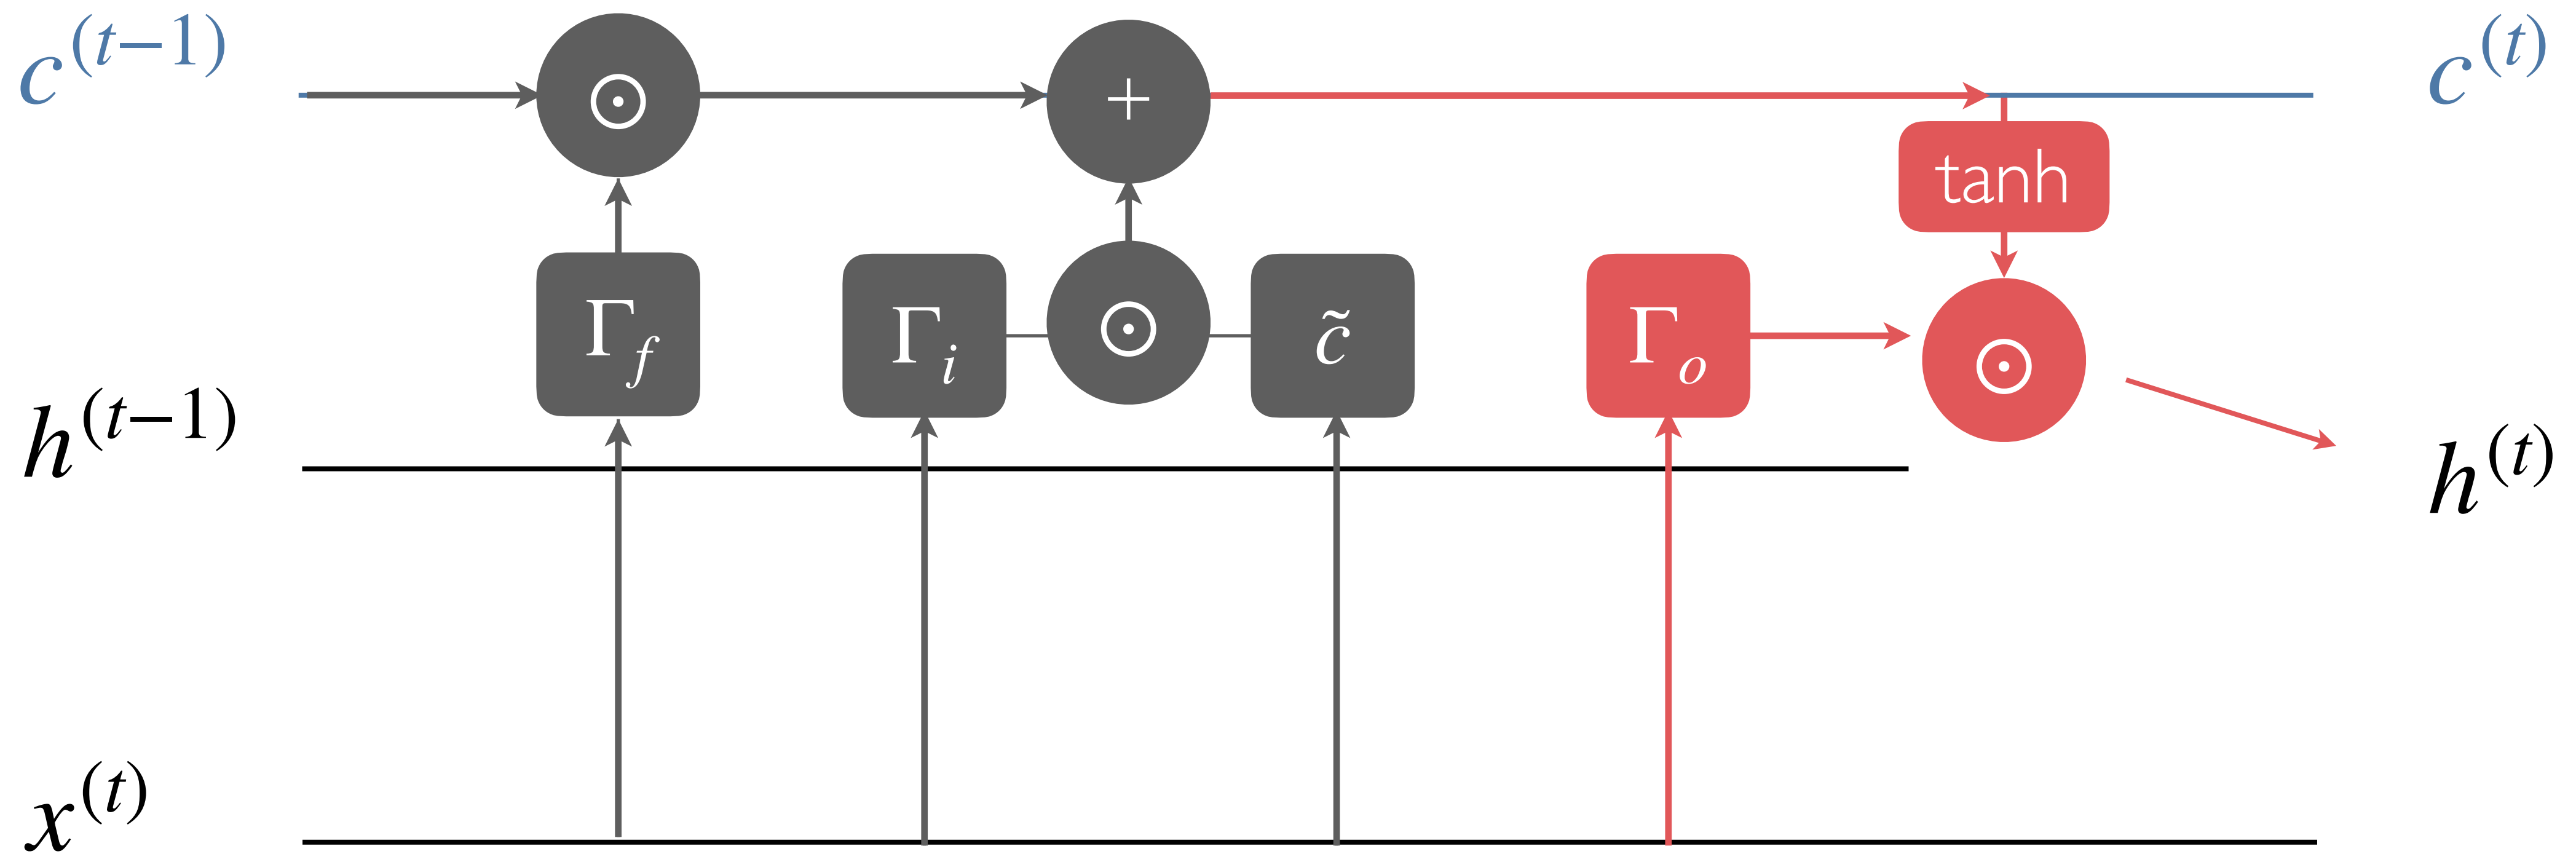 c^(t−1) ⊙ + c^(t)
tanh
Γ_f Γ_i ⊙ c̃ Γ_o ⊙
h^(t−1) h^(t)
x^(t)